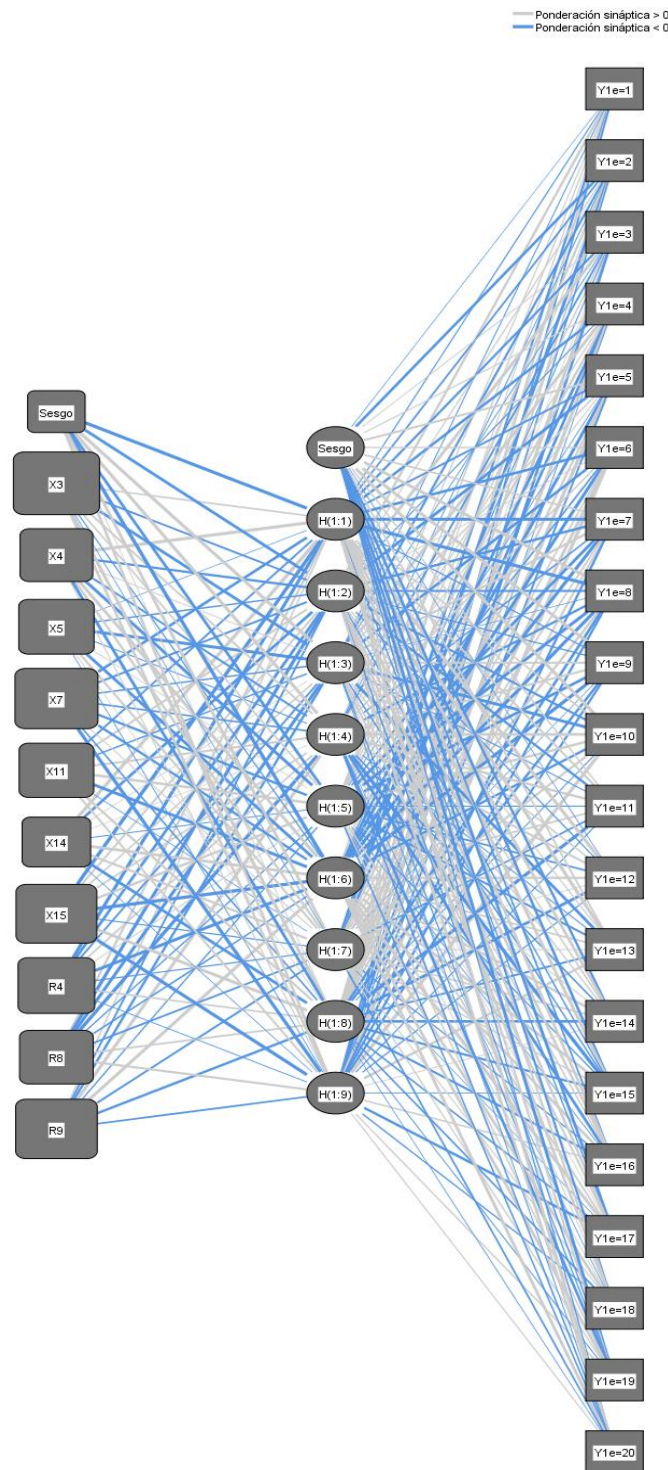 Ponderación sináptica > 0
Ponderación sináptica < 0
Sesgo
X3
X4
X5
X7
X11
X14
X15
R4
R8
R9
Sesgo
H(1:1)
H(1:2)
H(1:3)
H(1:4)
H(1:5)
H(1:6)
H(1:7)
H(1:8)
H(1:9)
Y1e=1
Y1e=2
Y1e=3
Y1e=4
Y1e=5
Y1e=6
Y1e=7
Y1e=8
Y1e=9
Y1e=10
Y1e=11
Y1e=12
Y1e=13
Y1e=14
Y1e=15
Y1e=16
Y1e=17
Y1e=18
Y1e=19
Y1e=20